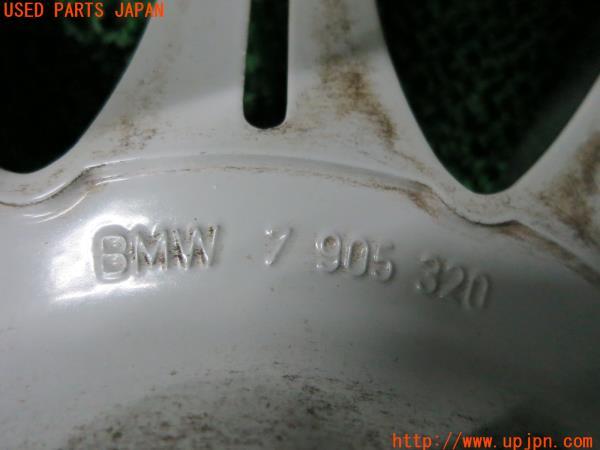 USED PARTS JAPAN
BMW 7 905 320
http://www.upjpn.com/